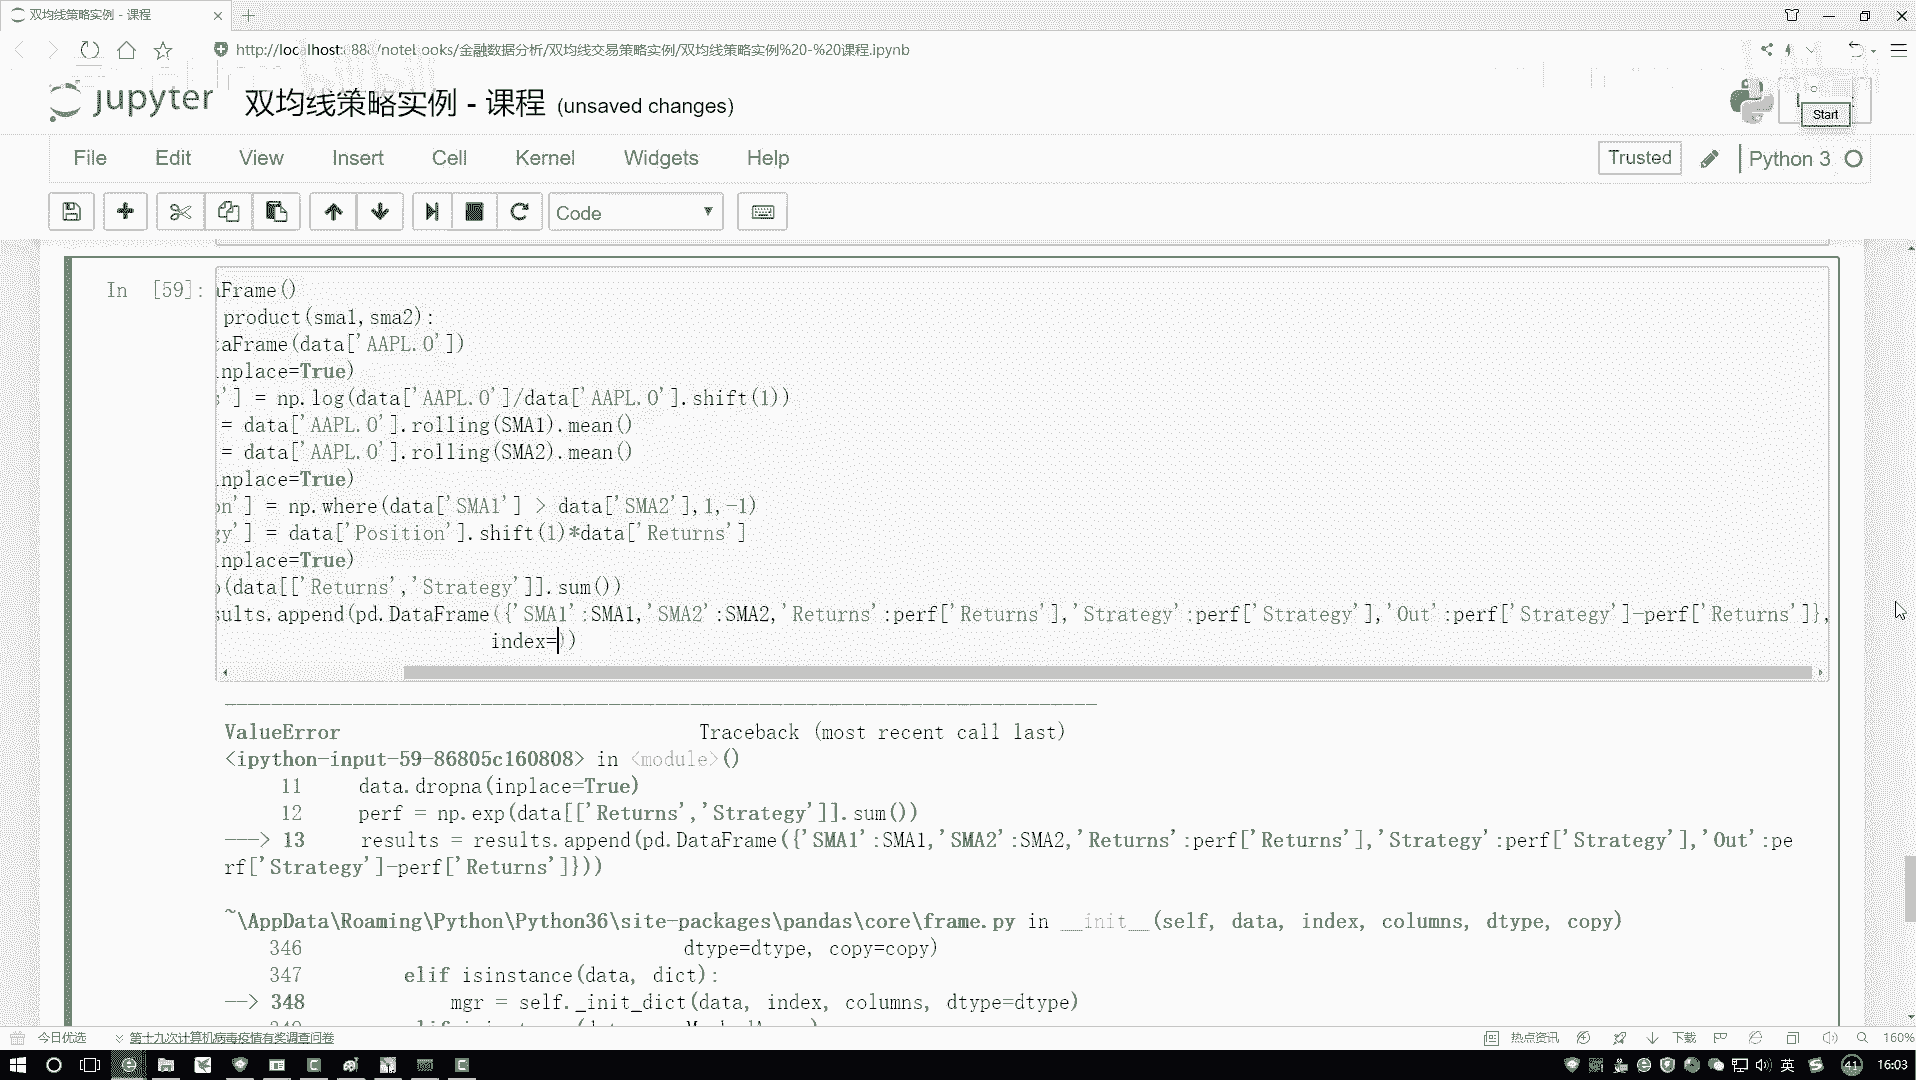 双均线策略实例 - 课程
http://localhost:888/notebooks/金融数据分析/双均线交易策略实例/双均线策略实例%20-%20课程.ipynb
jupyter 双均线策略实例 - 课程 (unsaved changes)
Start
File Edit View Insert Cell Kernel Widgets Help
Trusted Python 3
Code
In [59]:
aFrame()
product(sma1,sma2):
taFrame(data['AAPL.O'])
inplace=True)
s'] = np.log(data['AAPL.O']/data['AAPL.O'].shift(1))
= data['AAPL.O'].rolling(SMA1).mean()
= data['AAPL.O'].rolling(SMA2).mean()
inplace=True)
on'] = np.where(data['SMA1'] > data['SMA2'],1,-1)
gy'] = data['Position'].shift(1)*data['Returns']
inplace=True)
p(data[['Returns','Strategy']].sum())
sults.append(pd.DataFrame({'SMA1':SMA1,'SMA2':SMA2,'Returns':perf['Returns'],'Strategy':perf['Strategy'],'Out':perf['Strategy']-perf['Returns']},
index=))
ValueError Traceback (most recent call last)
<ipython-input-59-86805c160808> in <module>()
11 data.dropna(inplace=True)
12 perf = np.exp(data[['Returns','Strategy']].sum())
---> 13 results = results.append(pd.DataFrame({'SMA1':SMA1,'SMA2':SMA2,'Returns':perf['Returns'],'Strategy':perf['Strategy'],'Out':pe
rf['Strategy']-perf['Returns']}))
~\AppData\Roaming\Python\Python36\site-packages\pandas\core\frame.py in __init__(self, data, index, columns, dtype, copy)
346 dtype=dtype, copy=copy)
347 elif isinstance(data, dict):
--> 348 mgr = self._init_dict(data, index, columns, dtype=dtype)
今日优选 第十九次计算机病毒疫情有奖调查问卷 热点资讯 下载 160%
英 41 16:03